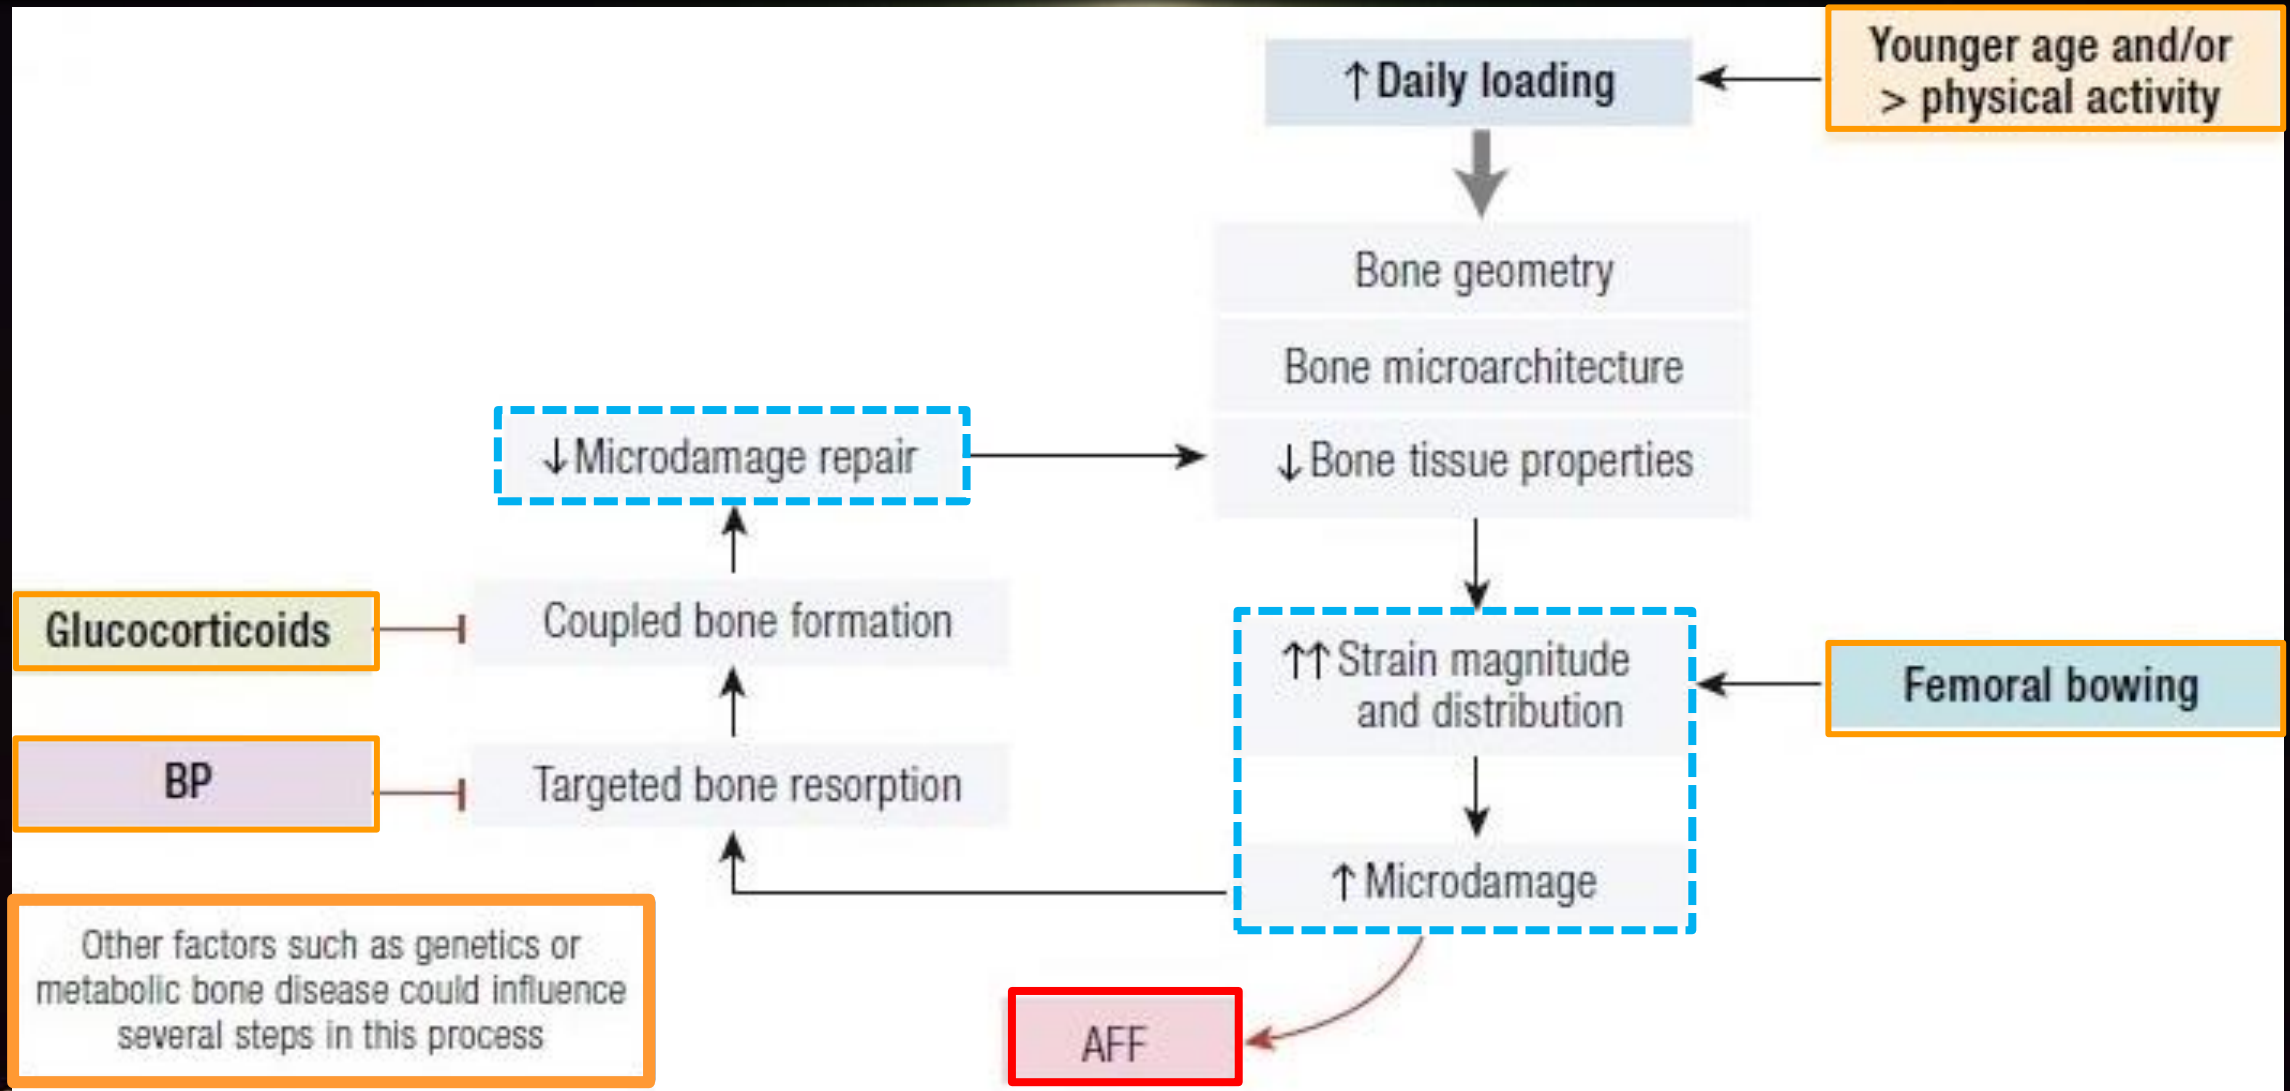 ↑ Daily loading
Younger age and/or
> physical activity
Bone geometry
Bone microarchitecture
↓ Microdamage repair
↓ Bone tissue properties
Glucocorticoids
Coupled bone formation
↑↑ Strain magnitude
and distribution
Femoral bowing
BP
Targeted bone resorption
↑ Microdamage
Other factors such as genetics or
metabolic bone disease could influence
several steps in this process
AFF